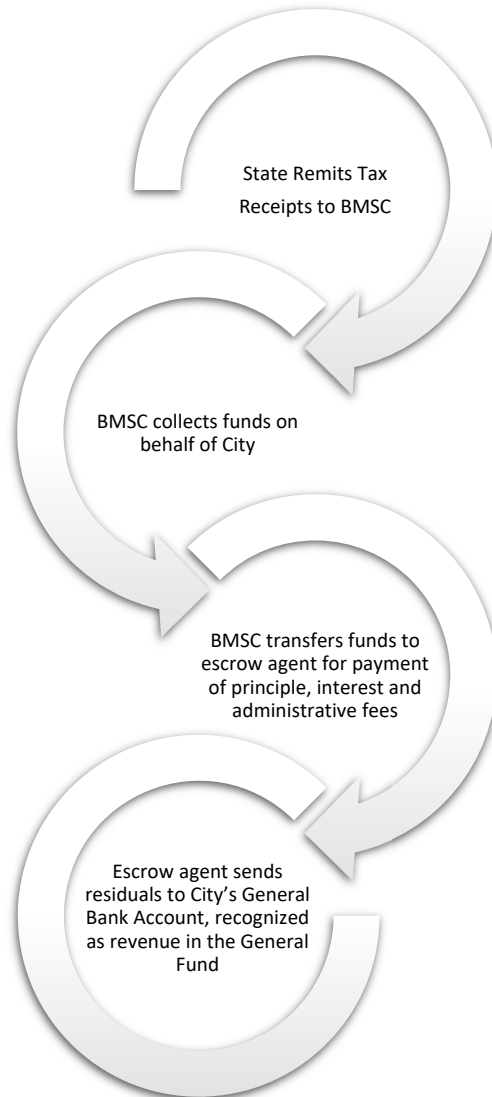 State Remits Tax
Receipts to BMSC
BMSC collects funds on
behalf of City
BMSC transfers funds to
escrow agent for payment
of principle, interest and
administrative fees
Escrow agent sends
residuals to City’s General
Bank Account, recognized
as revenue in the General
Fund